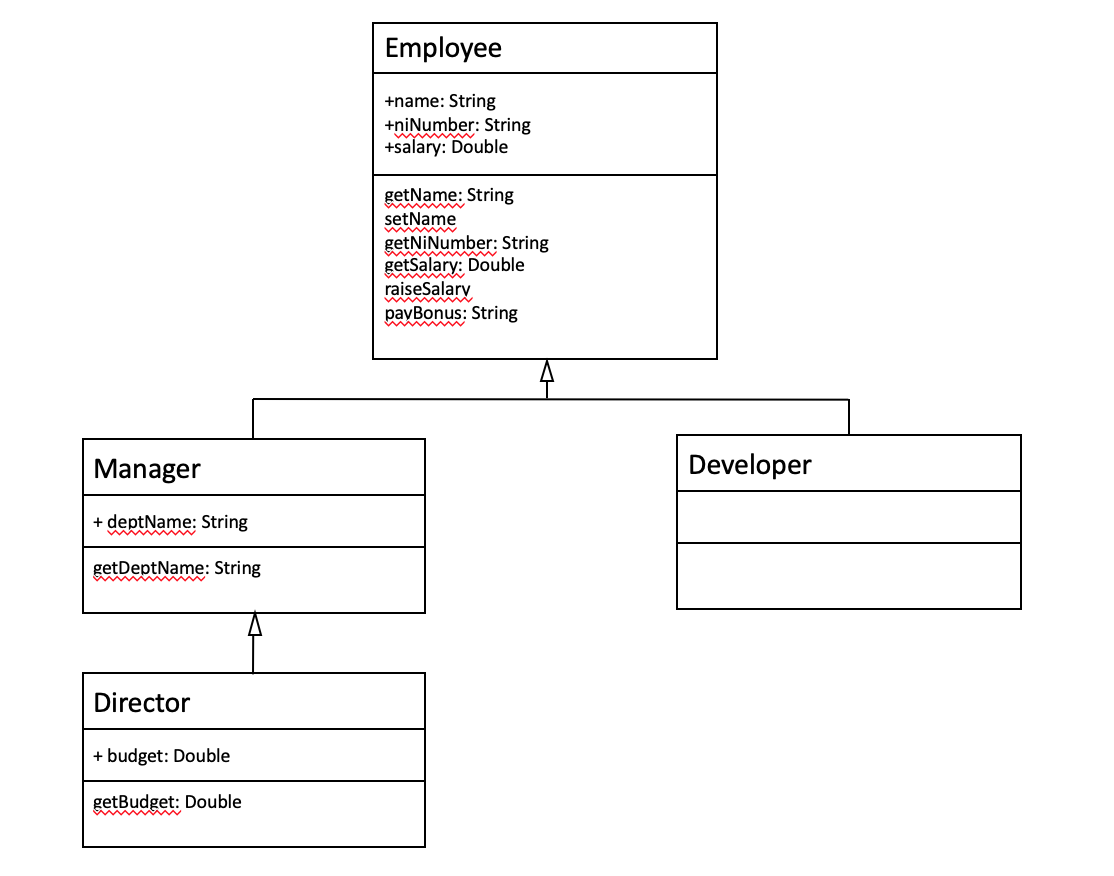 Employee
+name: String
+niNumber: String
+salary: Double
getName: String
setName
getNiNumber: String
getSalary: Double
raiseSalary
payBonus: String
Manager
+ deptName: String
getDeptName: String
Developer
Director
+ budget: Double
getBudget: Double